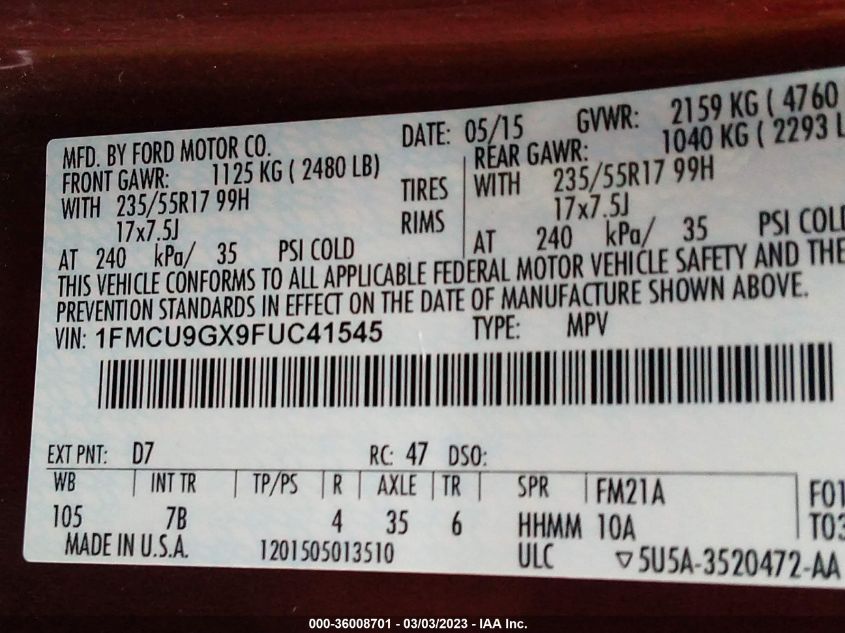 MFD. BY FORD MOTOR CO. DATE: 05/15 GVWR: 2159 KG ( 4760
FRONT GAWR: 1125 KG ( 2480 LB) REAR GAWR: 1040 KG ( 2293 L
WITH 235/55R17 99H TIRES WITH 235/55R17 99H
17x7.5J RIMS 17x7.5J
AT 240 kPa/ 35 PSI COLD AT 240 kPa/ 35 PSI COLD
THIS VEHICLE CONFORMS TO ALL APPLICABLE FEDERAL MOTOR VEHICLE SAFETY AND THE
PREVENTION STANDARDS IN EFFECT ON THE DATE OF MANUFACTURE SHOWN ABOVE.
VIN: 1FMCU9GX9FUC41545 TYPE: MPV
EXT PNT: D7 RC: 47 DSO:
WB INT TR TP/PS R AXLE TR SPR FM21A F01
105 7B 4 35 6 HHMM 10A T03
MADE IN U.S.A. 1201505013510 ULC ▽5U5A-3520472-AA
000-36008701 - 03/03/2023 - IAA Inc.